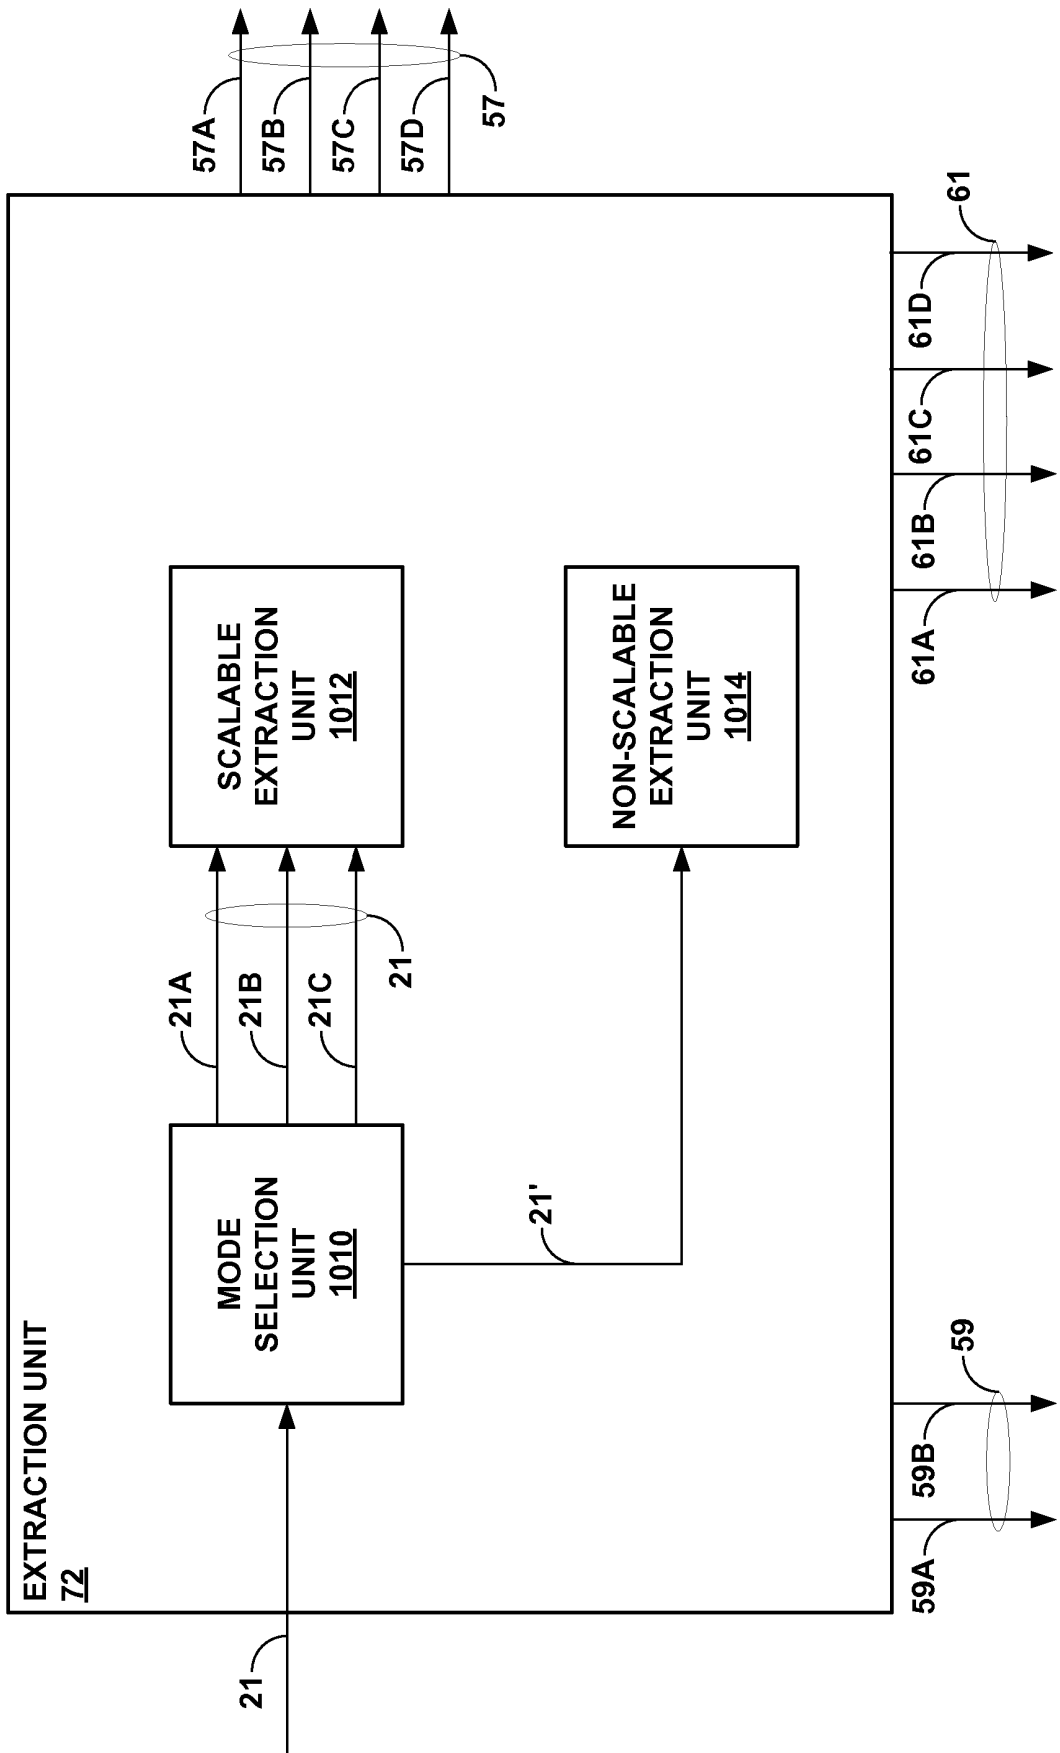 EXTRACTION UNIT
72
21
MODE
SELECTION
UNIT
1010
21A
21B
21C
21
21'
SCALABLE
EXTRACTION
UNIT
1012
NON-SCALABLE
EXTRACTION
UNIT
1014
57A
57B
57C
57D
57
59A
59B
59
61A
61B
61C
61D
61